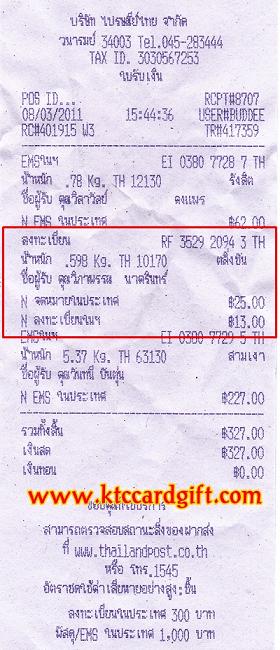 บริษัท ไปรษณีย์ไทย จำกัด
วนารมย์ 34003 Tel.045-283444
TAX ID. 3030567253
ใบรับเงิน
POS ID... RCPT#8707
08/03/2011 15:44:36 USER#BUDDEE
RC#401915 W3 TR#417359
EMSในฯ EI 0380 7728 7 TH
น้ำหนัก .78 Kg. TH 12130 รังสิต
ชื่อผู้รับ คุณวิลาวัลย์
N EMS ในประเทศ ฿62.00
ลงทะเบียน RF 3529 2094 3 TH
น้ำหนัก .598 Kg. TH 10170 ตลิ่งชัน
ชื่อผู้รับ คุณวิภาพรรณ นาครินทร์
N จดหมายในประเทศ ฿25.00
N ลงทะเบียนในฯ ฿13.00
EMSในฯ EI 0380 7729 5 TH
น้ำหนัก 5.37 Kg. TH 63130 สามเงา
ชื่อผู้รับ คุณวันทนี ปันตุ่น
N EMS ในประเทศ ฿227.00
รวมทั้งสิ้น ฿327.00
เงินสด ฿327.00
เงินทอน ฿0.00
www.ktccardgift.com
ขอบคุณที่ใช้บริการ
สามารถตรวจสอบสถานะสิ่งของฝากส่ง
ที่ www.thailandpost.co.th
หรือ โทร.1545
อัตราชดใช้ค่าเสียหายอย่างสูง:ชิ้น
ลงทะเบียนในประเทศ 300 บาท
พัสดุ/EMS ในประเทศ 1,000 บาท